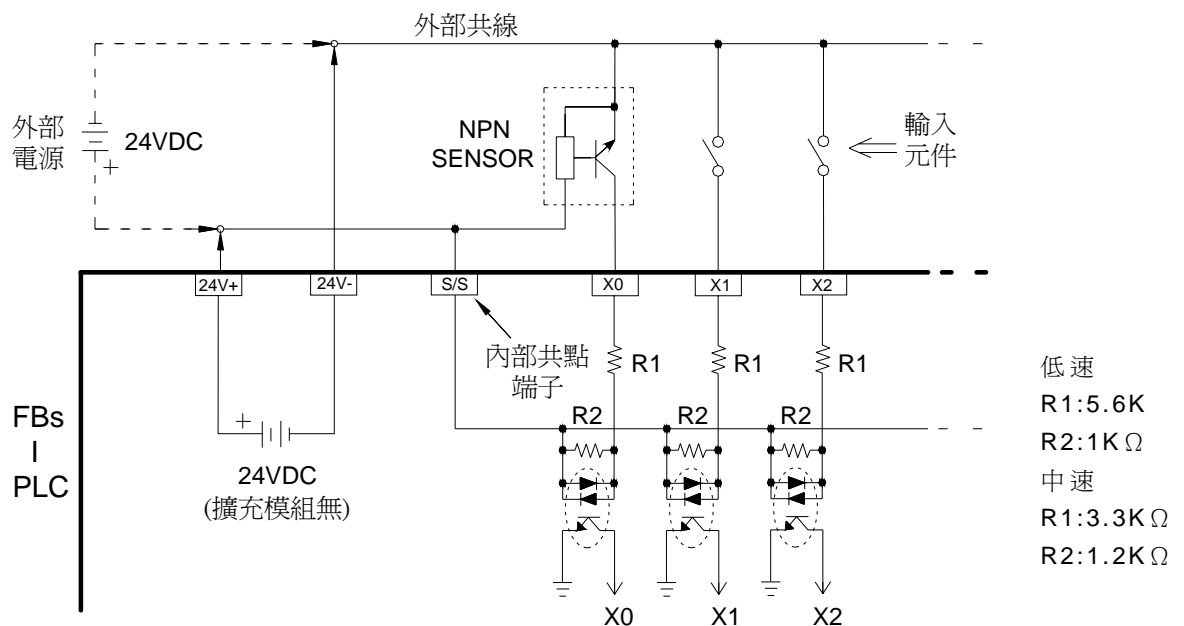 外部共線
外部
電源
24VDC
+
NPN
SENSOR
輸入
元件
24V+
24V-
S/S
X0
X1
X2
內部共點
端子
R1
R1
R1
R2
R2
R2
FBs
I
PLC
+
24VDC
(擴充模組無)
X0
X1
X2
低速
R1:5.6K
R2:1KΩ
中速
R1:3.3KΩ
R2:1.2KΩ